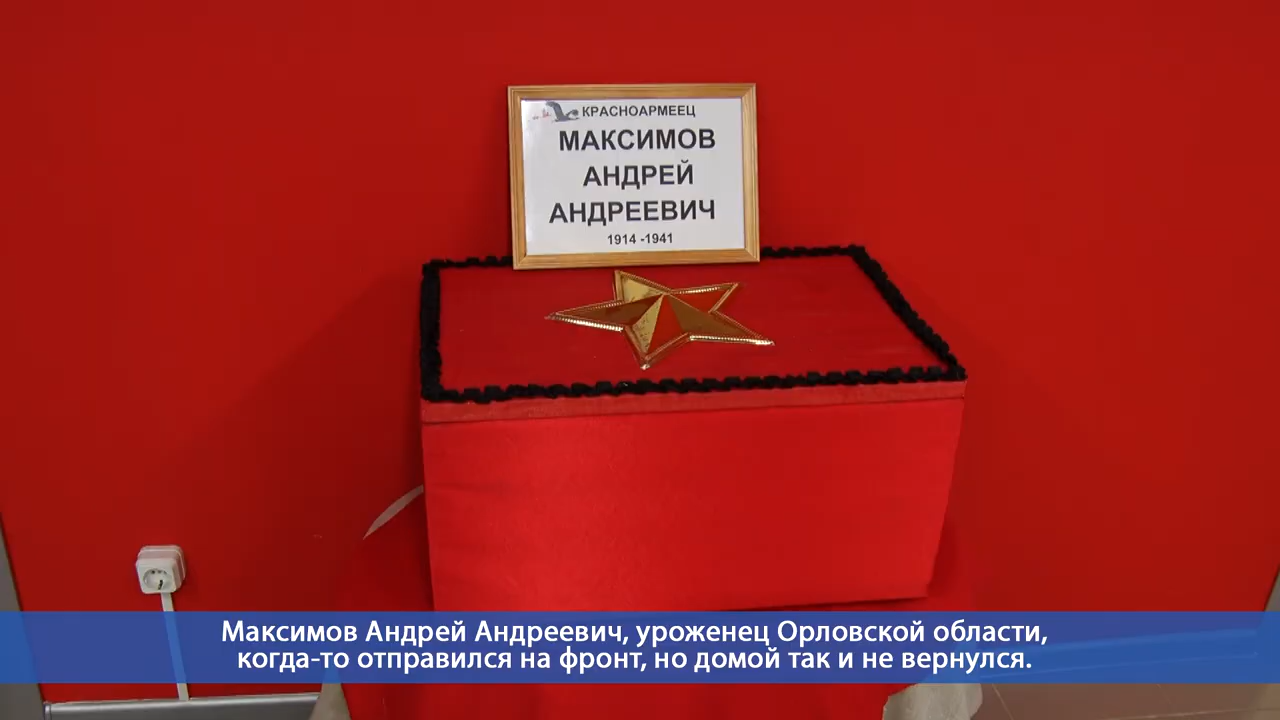 КРАСНОАРМЕЕЦ
МАКСИМОВ
АНДРЕЙ
АНДРЕЕВИЧ
1914 -1941
Максимов Андрей Андреевич, уроженец Орловской области,
когда-то отправился на фронт, но домой так и не вернулся.